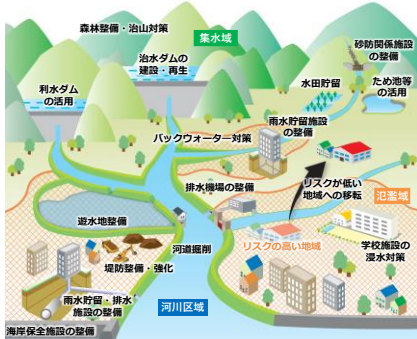 森林整備・治山対策
集水域
砂防関係施設
の整備
治水ダムの
建設・再生
利水ダム
の活用
水田貯留
ため池等
の活用
雨水貯留施設
の整備
バックウォーター対策
リスクが低い
地域への移転
排水機場の整備
氾濫域
遊水地整備
河道掘削
リスクの高い地域
学校施設の
浸水対策
堤防整備・強化
雨水貯留・排水
施設の整備
河川区域
海岸保全施設の整備